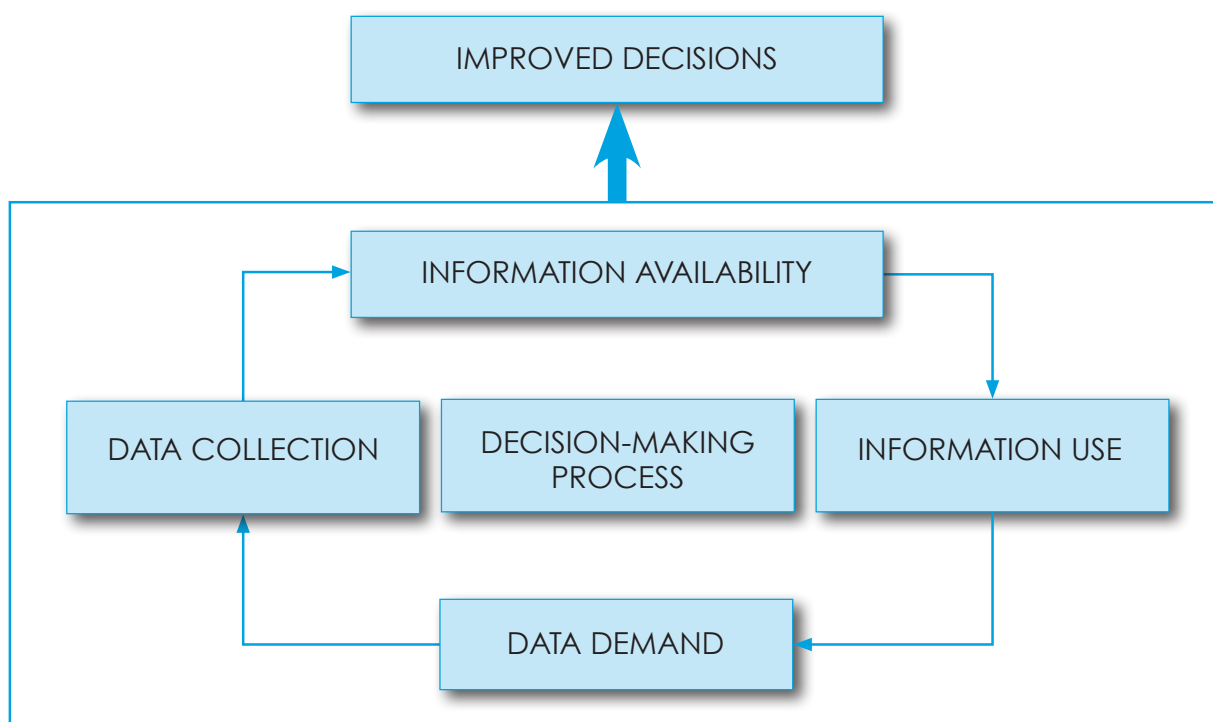 IMPROVED DECISIONS
INFORMATION AVAILABILITY
DATA COLLECTION
DECISION-MAKING
PROCESS
INFORMATION USE
DATA DEMAND